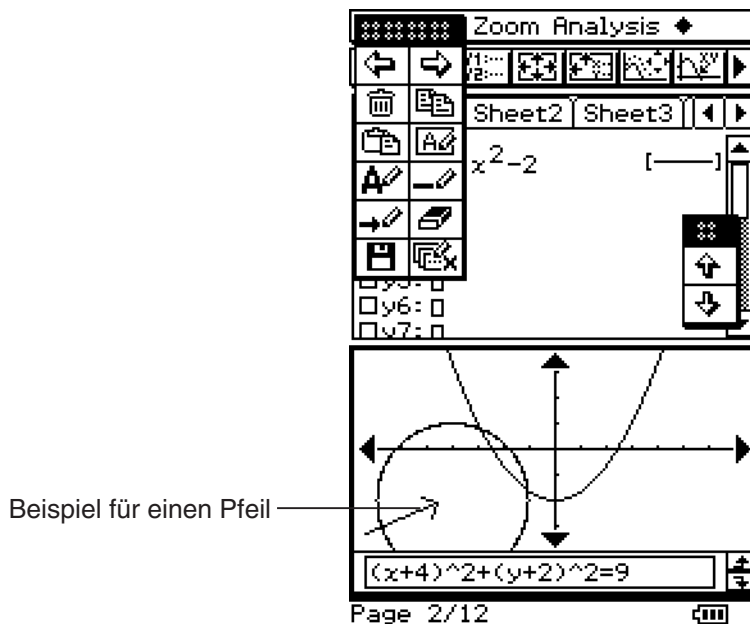 Zoom Analysis ◆
Sheet2 Sheet3
x²-2 [——]
y6:
y7:
Beispiel für einen Pfeil
(x+4)^2+(y+2)^2=9
Page 2/12